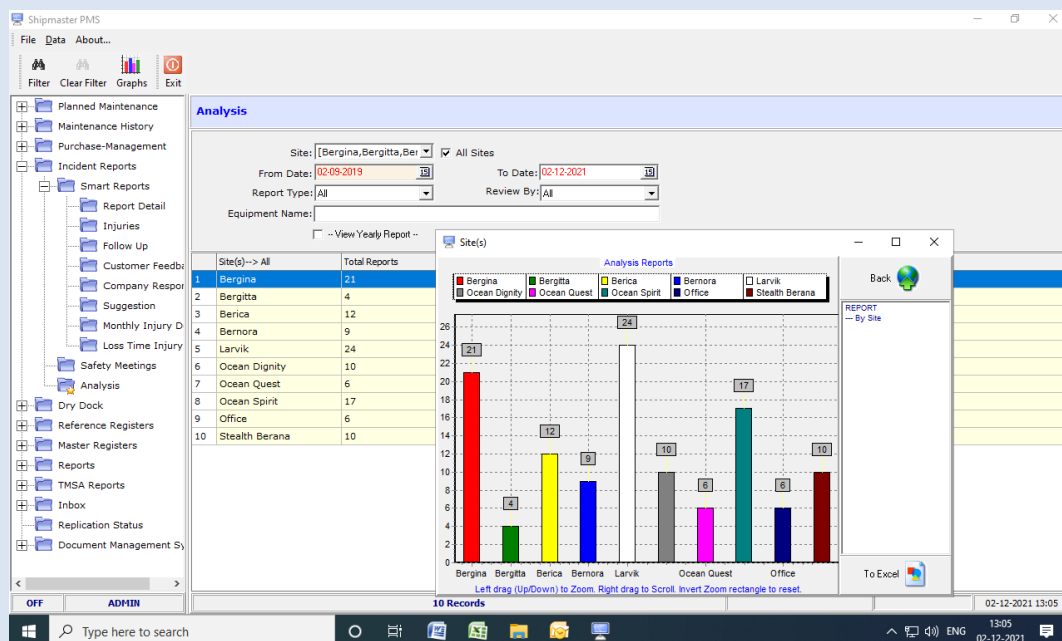 Shipmaster PMS
File Data About...
Filter Clear Filter Graphs Exit
Planned Maintenance
Maintenance History
Purchase-Management
Incident Reports
Smart Reports
Report Detail
Injuries
Follow Up
Customer Feedba
Company Respor
Suggestion
Monthly Injury D
Loss Time Injury
Safety Meetings
Analysis
Dry Dock
Reference Registers
Master Registers
Reports
TMSA Reports
Inbox
Replication Status
Document Management Sy
Analysis
Site: [Bergina,Bergitta,Ber All Sites
From Date: 02-09-2019 15 To Date: 02-12-2021 15
Report Type: All Review By: All
Equipment Name:
-- View Yearly Report --
Site(s)--> All Total Reports
1 Bergina 21
2 Bergitta 4
3 Berica 12
4 Bernora 9
5 Larvik 24
6 Ocean Dignity 10
7 Ocean Quest 6
8 Ocean Spirit 17
9 Office 6
10 Stealth Berana 10
Site(s)
Analysis Reports
Bergina Bergitta Berica Bernora Larvik
Ocean Dignity Ocean Quest Ocean Spirit Office Stealth Berana
26
24
22
20
18
16
14
12
10
8
6
4
2
0
21 4 12 9 24 10 6 17 6 10
Bergina Bergitta Berica Bernora Larvik Ocean Quest Office
Left drag (Up/Down) to Zoom. Right drag to Scroll. Invert Zoom rectangle to reset.
Back
REPORT
--- By Site
To Excel
OFF ADMIN 10 Records 02-12-2021 13:05
Type here to search ENG 13:05
02-12-2021